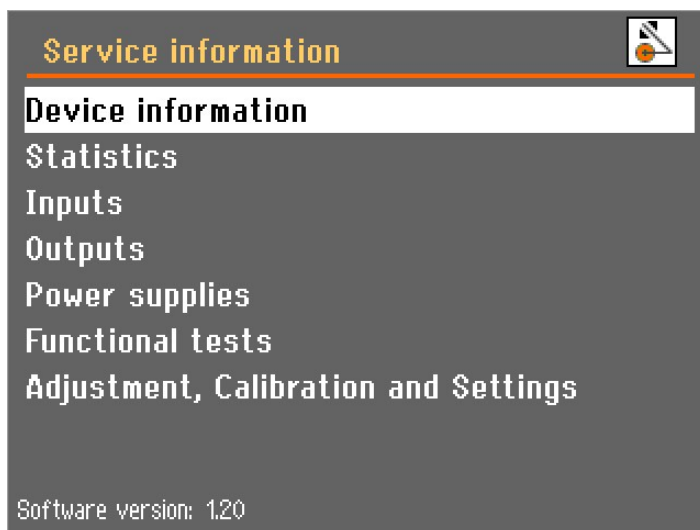 Service information
Device information
Statistics
Inputs
Outputs
Power supplies
Functional tests
Adjustment, Calibration and Settings
Software version: 1.20